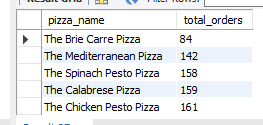 pizza_name total_orders
The Brie Carre Pizza 84
The Mediterranean Pizza 142
The Spinach Pesto Pizza 158
The Calabrese Pizza 159
The Chicken Pesto Pizza 161